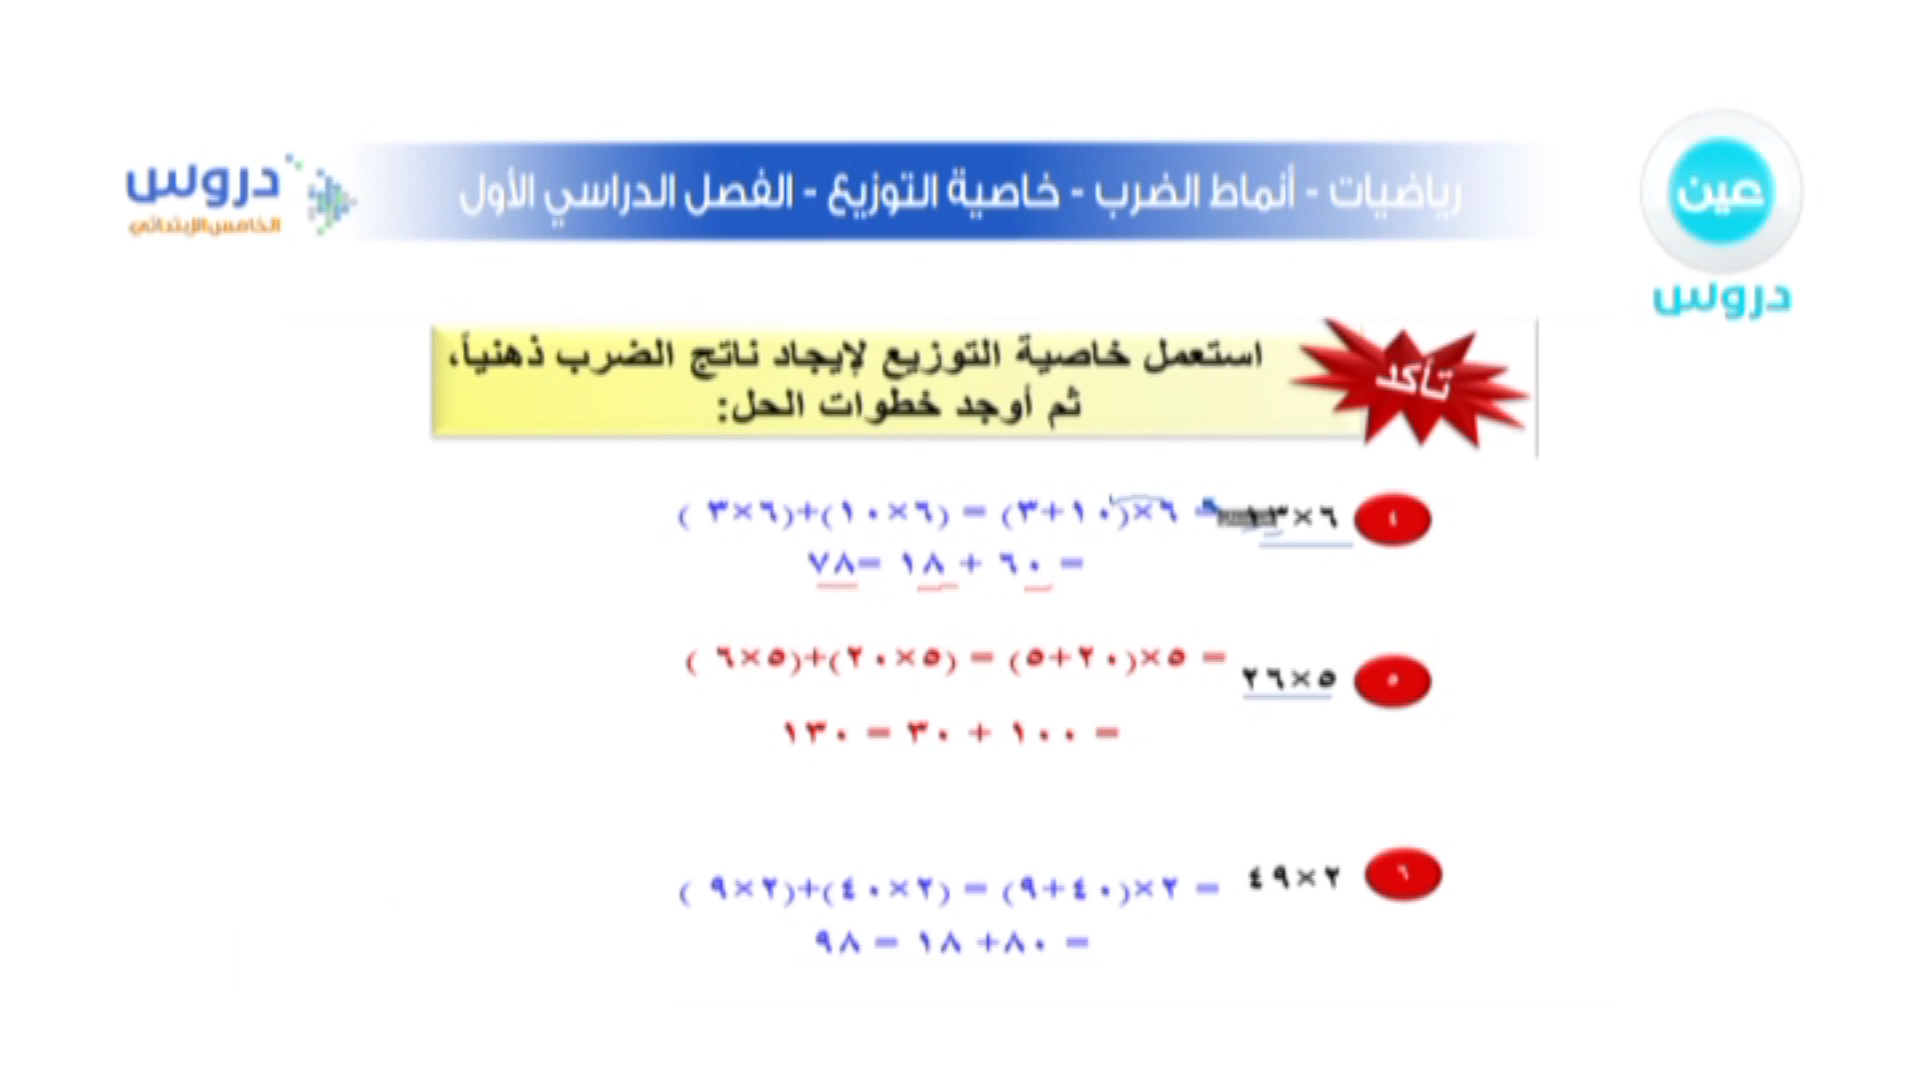 دروس
الخامس الابتدائي
رياضيات - أنماط الضرب - خاصية التوزيع - الفصل الدراسي الأول
عين
دروس
تأكد
استعمل خاصية التوزيع لإيجاد ناتج الضرب ذهنياً،
ثم أوجد خطوات الحل:
٤ ٦×١٣ = ٦×(١٠+٣) = (٦×١٠)+(٦×٣ )
= ٦٠ + ١٨ =٧٨
٥ ٥×٢٦ = ٥×(٢٠+٥) = (٥×٢٠)+(٥×٦ )
= ١٠٠ + ٣٠ = ١٣٠
٦ ٢×٤٩ = ٢×(٤٠+٩) = (٢×٤٠)+(٢×٩ )
= ٨٠+ ١٨ = ٩٨